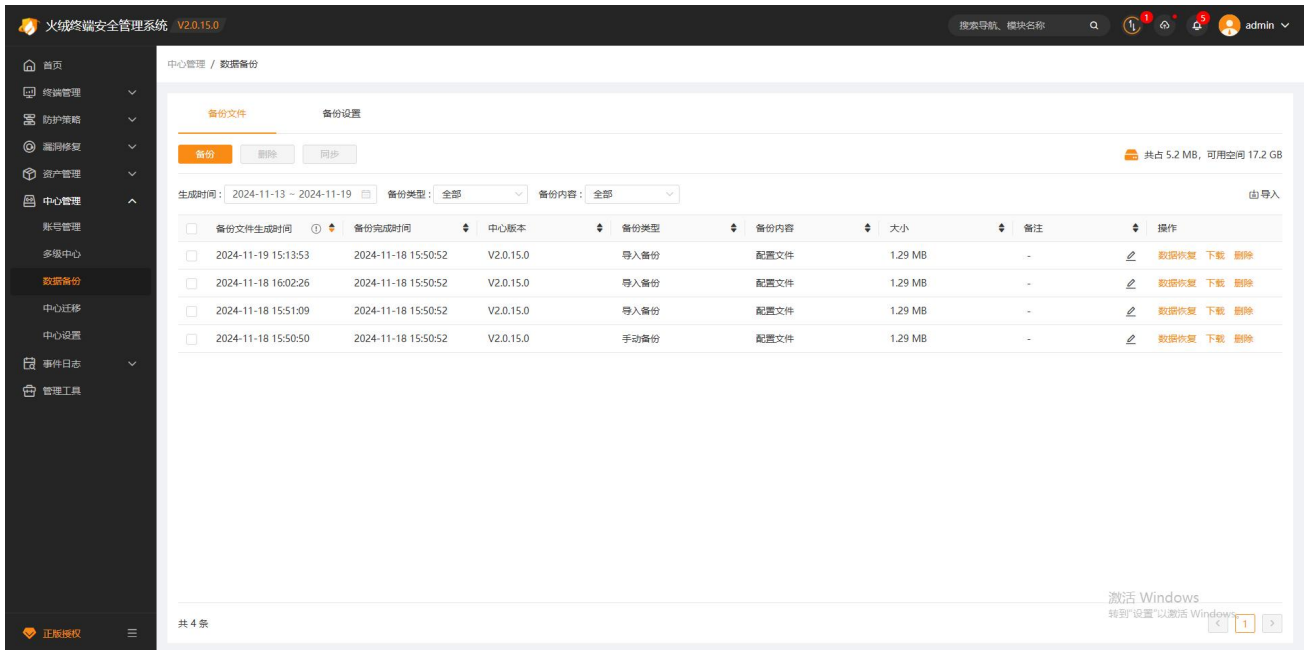 火绒终端安全管理系统 V2.0.15.0 搜索导航、模块名称 1 5 admin
首页
终端管理
防护策略
漏洞修复
资产管理
中心管理
账号管理
多级中心
数据备份
中心迁移
中心设置
事件日志
管理工具
正版授权
中心管理 / 数据备份
备份文件 备份设置
备份 删除 同步 共占 5.2 MB，可用空间 17.2 GB
生成时间： 2024-11-13 ~ 2024-11-19 备份类型： 全部 备份内容： 全部 导入
备份文件生成时间 备份完成时间 中心版本 备份类型 备份内容 大小 备注 操作
2024-11-19 15:13:53 2024-11-18 15:50:52 V2.0.15.0 导入备份 配置文件 1.29 MB - 数据恢复 下载 删除
2024-11-18 16:02:26 2024-11-18 15:50:52 V2.0.15.0 导入备份 配置文件 1.29 MB - 数据恢复 下载 删除
2024-11-18 15:51:09 2024-11-18 15:50:52 V2.0.15.0 导入备份 配置文件 1.29 MB - 数据恢复 下载 删除
2024-11-18 15:50:50 2024-11-18 15:50:52 V2.0.15.0 手动备份 配置文件 1.29 MB - 数据恢复 下载 删除
激活 Windows
转到"设置"以激活 Windows。
共 4 条 < 1 >